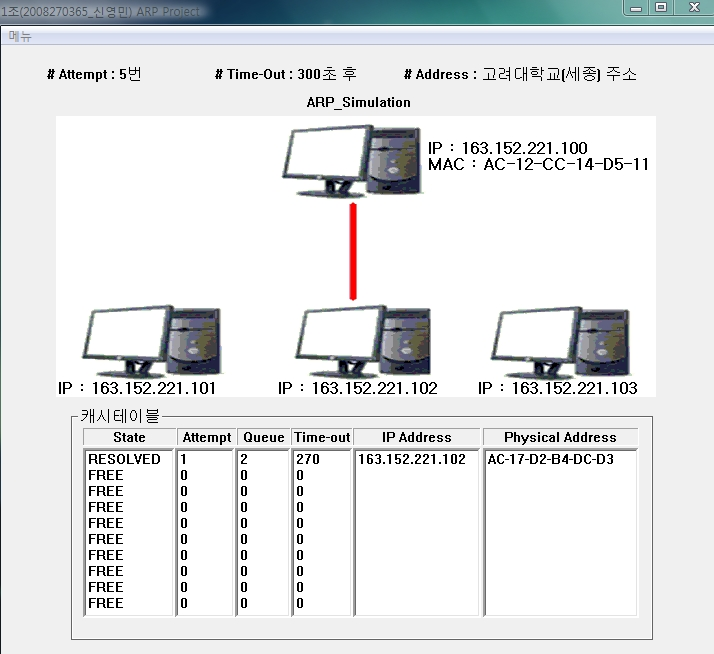 1조(2008270365_신영민) ARP Project
메뉴
# Attempt : 5번 # Time-Out : 300초 후 # Address : 고려대학교(세종) 주소
ARP_Simulation
IP : 163.152.221.100
MAC : AC-12-CC-14-D5-11
IP : 163.152.221.101 IP : 163.152.221.102 IP : 163.152.221.103
캐시테이블
State Attempt Queue Time-out IP Address Physical Address
RESOLVED 1 2 270 163.152.221.102 AC-17-D2-B4-DC-D3
FREE 0 0 0
FREE 0 0 0
FREE 0 0 0
FREE 0 0 0
FREE 0 0 0
FREE 0 0 0
FREE 0 0 0
FREE 0 0 0
FREE 0 0 0